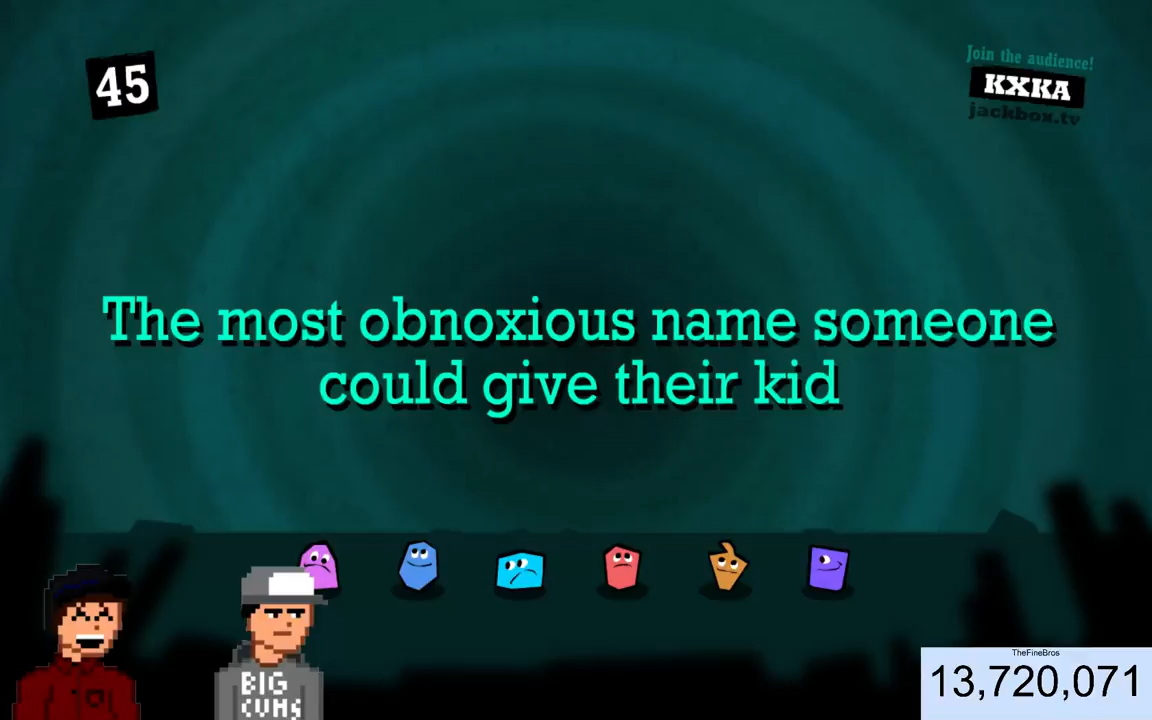 45
Join the audience!
KXKA
jackbox.tv
The most obnoxious name someone
could give their kid
BIG
CUMS
TheFineBros
13,720,071